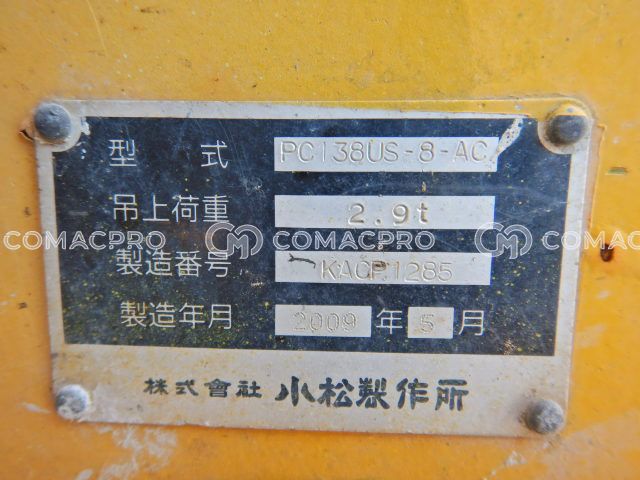 型 式 PC138US-8-AC
吊上荷重 2.9t
COMACPRO COMACPRO COMACPRO
製造番号 KACP1285
製造年月 2009 年 5 月
株式會社 小松製作所